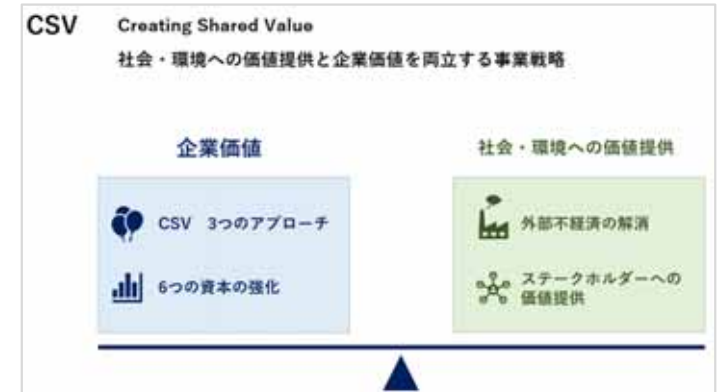 CSV Creating Shared Value
社会・環境への価値提供と企業価値を両立する事業戦略
企業価値
CSV 3つのアプローチ
6つの資本の強化
社会・環境への価値提供
外部不経済の解消
ステークホルダーへの
価値提供